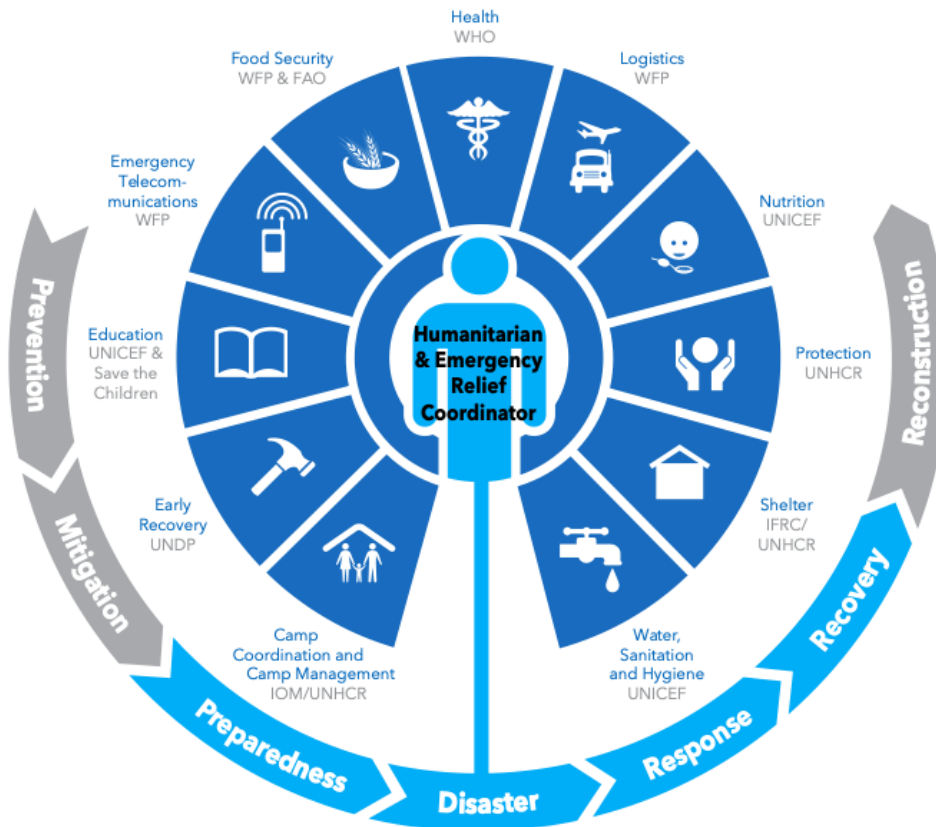 Health
WHO
Food Security
WFP & FAO
Logistics
WFP
Emergency
Telecom-
munications
WFP
Nutrition
UNICEF
Education
UNICEF &
Save the
Children
Protection
UNHCR
Humanitarian
& Emergency
Relief
Coordinator
Early
Recovery
UNDP
Shelter
IFRC/
UNHCR
Camp
Coordination and
Camp Management
IOM/UNHCR
Water,
Sanitation
and Hygiene
UNICEF
Prevention
Mitigation
Preparedness
Disaster
Response
Recovery
Reconstruction